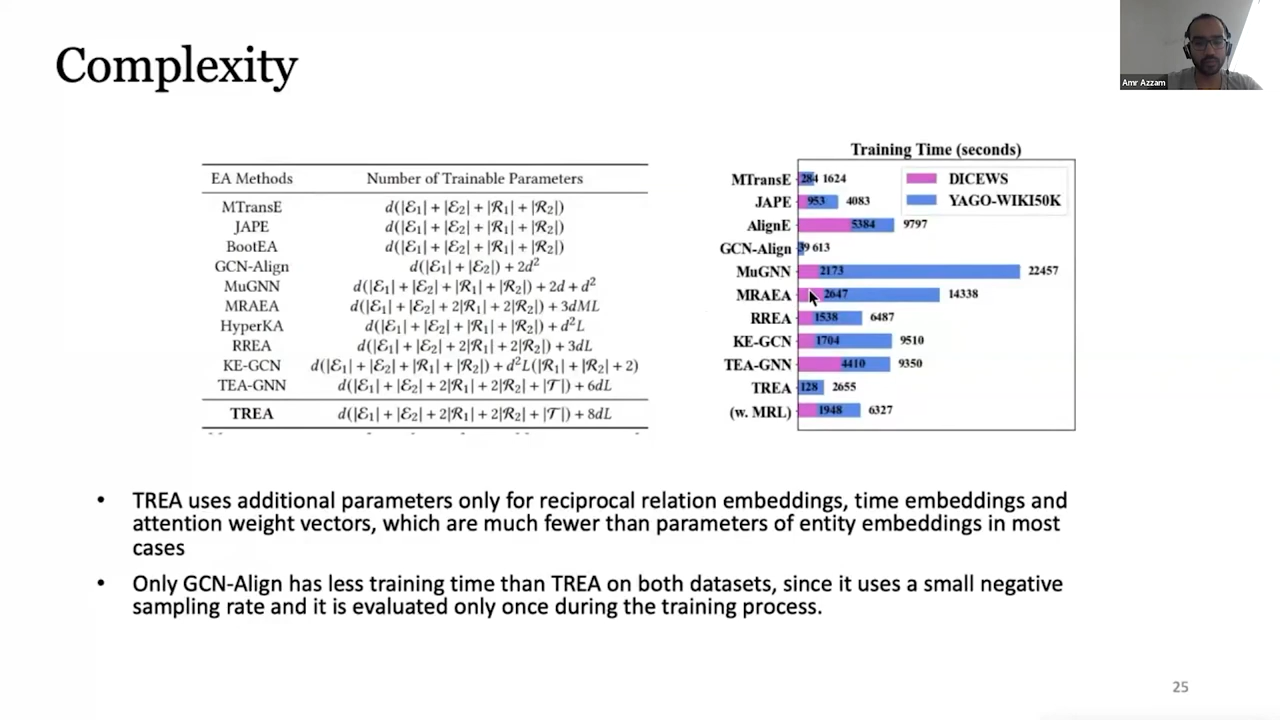 Complexity
Amr Azzam
EA Methods Number of Trainable Parameters
MTransE d(|ℰ₁| + |ℰ₂| + |ℛ₁| + |ℛ₂|)
JAPE d(|ℰ₁| + |ℰ₂| + |ℛ₁| + |ℛ₂|)
BootEA d(|ℰ₁| + |ℰ₂| + |ℛ₁| + |ℛ₂|)
GCN-Align d(|ℰ₁| + |ℰ₂|) + 2d²
MuGNN d(|ℰ₁| + |ℰ₂| + |ℛ₁| + |ℛ₂|) + 2d + d²
MRAEA d(|ℰ₁| + |ℰ₂| + 2|ℛ₁| + 2|ℛ₂|) + 3dML
HyperKA d(|ℰ₁| + |ℰ₂| + |ℛ₁| + |ℛ₂|) + d²L
RREA d(|ℰ₁| + |ℰ₂| + 2|ℛ₁| + 2|ℛ₂|) + 3dL
KE-GCN d(|ℰ₁| + |ℰ₂| + |ℛ₁| + |ℛ₂|) + d²L(|ℛ₁| + |ℛ₂| + 2)
TEA-GNN d(|ℰ₁| + |ℰ₂| + 2|ℛ₁| + 2|ℛ₂| + |𝒯|) + 6dL
TREA d(|ℰ₁| + |ℰ₂| + 2|ℛ₁| + 2|ℛ₂| + |𝒯|) + 8dL
Training Time (seconds)
DICEWS
YAGO-WIKI50K
MTransE 284 1624
JAPE 953 4083
AlignE 5384 9797
GCN-Align 39 613
MuGNN 2173 22457
MRAEA 2647 14338
RREA 1538 6487
KE-GCN 1704 9510
TEA-GNN 4410 9350
TREA 128 2655
(w. MRL) 1948 6327
• TREA uses additional parameters only for reciprocal relation embeddings, time embeddings and
attention weight vectors, which are much fewer than parameters of entity embeddings in most
cases
• Only GCN-Align has less training time than TREA on both datasets, since it uses a small negative
sampling rate and it is evaluated only once during the training process.
25